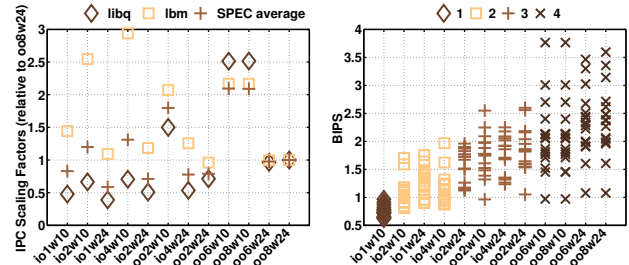 libq lbm SPEC average
IPC Scaling Factors (relative to oo8w24)
3
2.5
2
1.5
1
0.5
0
io1w10 io2w10 io1w24 io4w10 io2w24 oo2w10 io4w24 oo2w24 oo6w10 oo8w10 oo6w24 oo8w24
1 2 3 4
BIPS
4
3.5
3
2.5
2
1.5
1
0.5
io1w10 io2w10 io1w24 io4w10 io2w24 oo2w10 io4w24 oo2w24 oo6w10 oo8w10 oo6w24 oo8w24